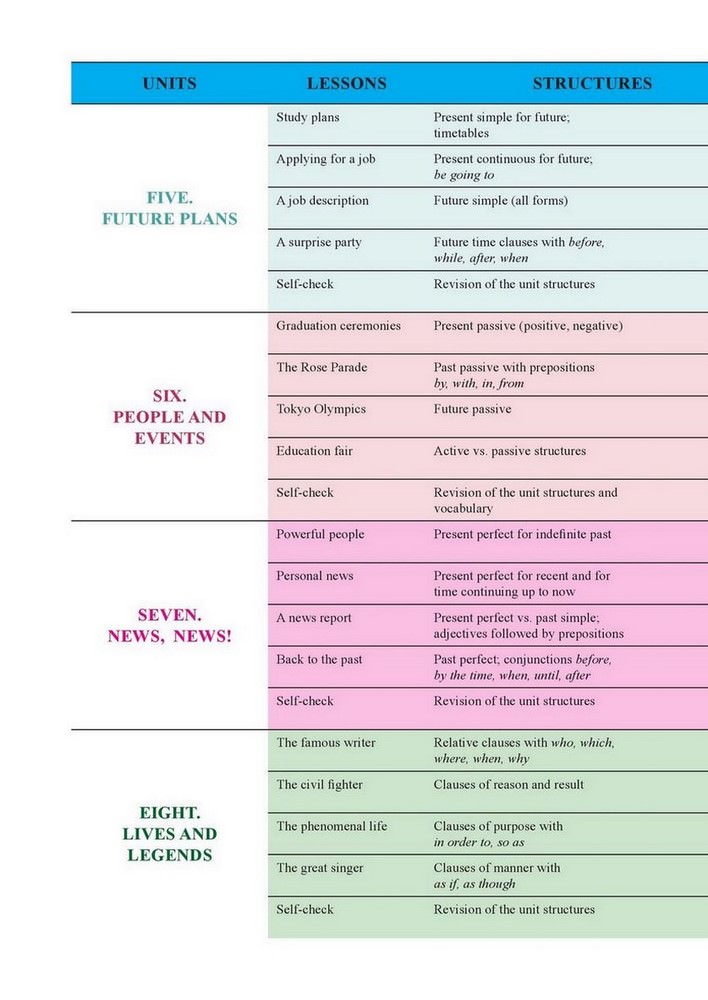 UNITS LESSONS STRUCTURES
FIVE.
FUTURE PLANS
Study plans
Present simple for future;
timetables
Applying for a job
Present continuous for future;
be going to
A job description
Future simple (all forms)
A surprise party
Future time clauses with before,
while, after, when
Self-check
Revision of the unit structures
SIX.
PEOPLE AND
EVENTS
Graduation ceremonies
Present passive (positive, negative)
The Rose Parade
Past passive with prepositions
by, with, in, from
Tokyo Olympics
Future passive
Education fair
Active vs. passive structures
Self-check
Revision of the unit structures and
vocabulary
SEVEN.
NEWS, NEWS!
Powerful people
Present perfect for indefinite past
Personal news
Present perfect for recent and for
time continuing up to now
A news report
Present perfect vs. past simple;
adjectives followed by prepositions
Back to the past
Past perfect; conjunctions before,
by the time, when, until, after
Self-check
Revision of the unit structures
EIGHT.
LIVES AND
LEGENDS
The famous writer
Relative clauses with who, which,
where, when, why
The civil fighter
Clauses of reason and result
The phenomenal life
Clauses of purpose with
in order to, so as
The great singer
Clauses of manner with
as if, as though
Self-check
Revision of the unit structures